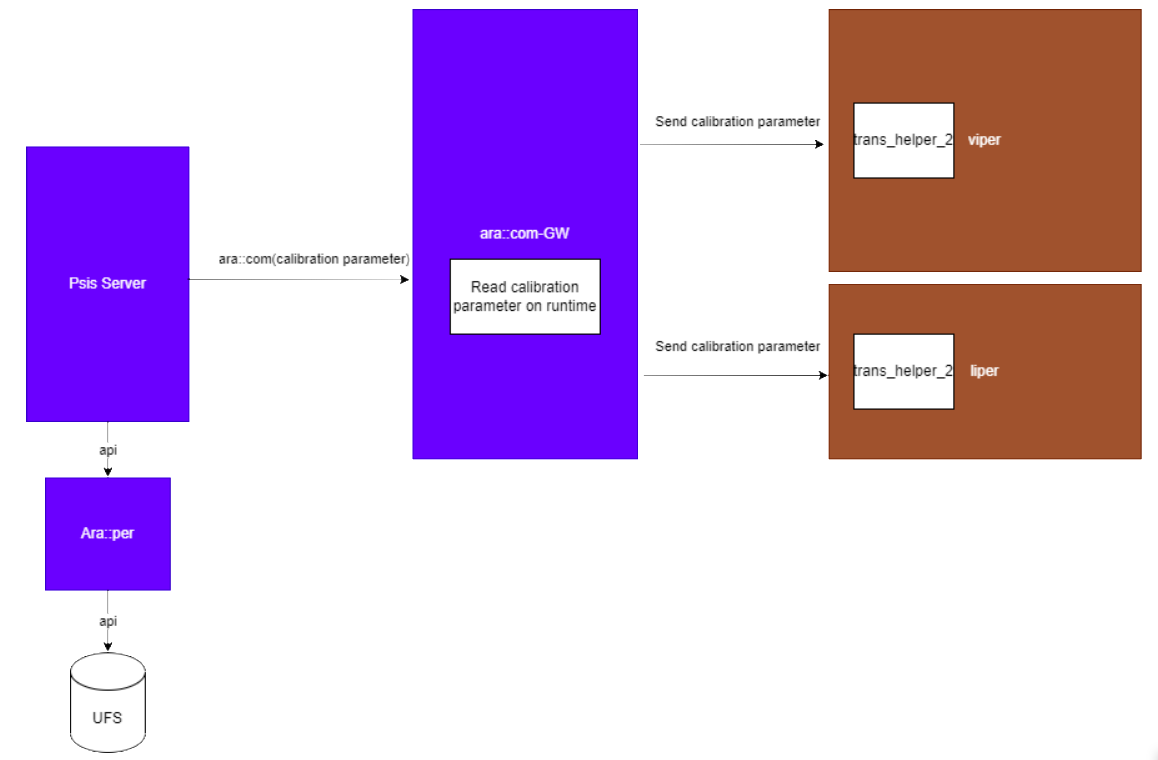 Send calibration parameter
trans_helper_2
viper
ara::com-GW
ara::com(calibration parameter)
Psis Server
Read calibration
parameter on runtime
Send calibration parameter
trans_helper_2
liper
api
Ara::per
api
UFS